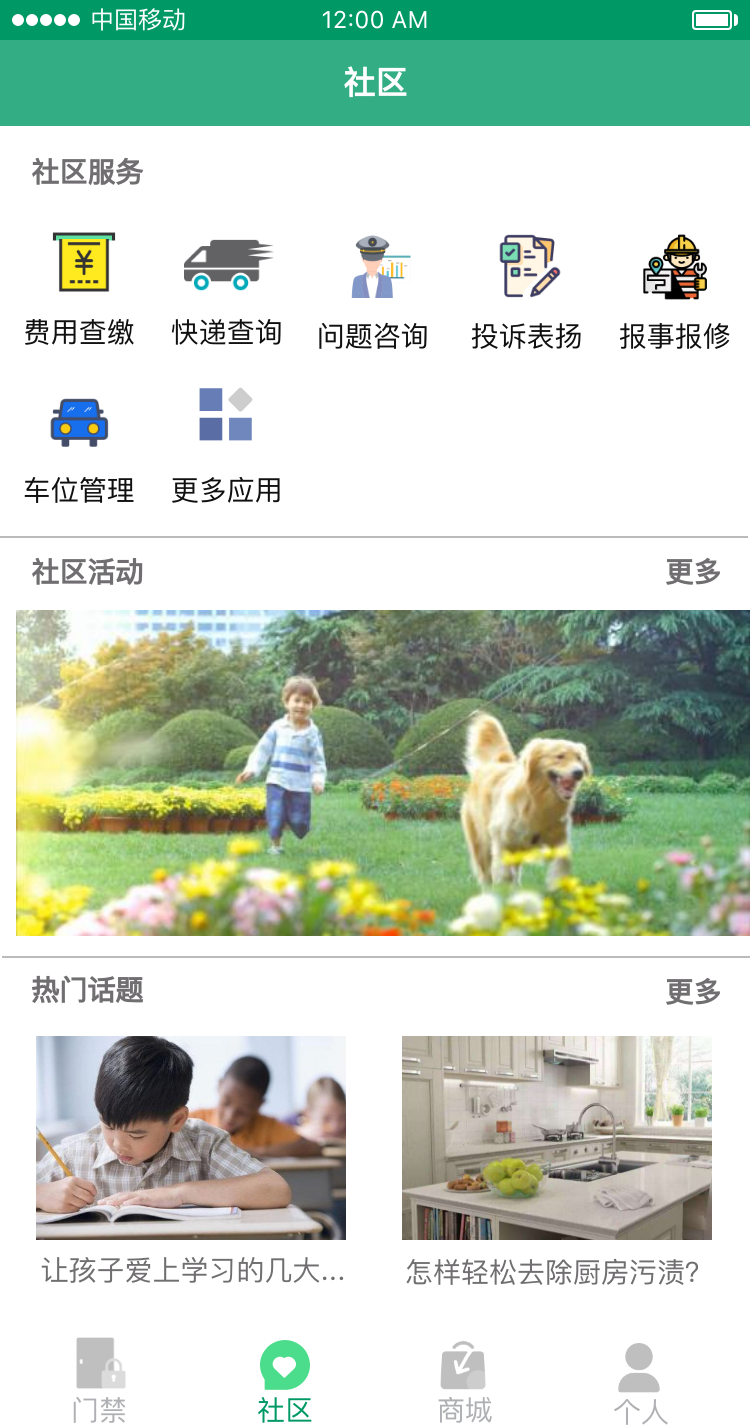 中国移动 12:00 AM
社区
社区服务
¥
费用查缴 快递查询 问题咨询 投诉表扬 报事报修
车位管理 更多应用
社区活动 更多
热门话题 更多
让孩子爱上学习的几大... 怎样轻松去除厨房污渍?
门禁 社区 商城 个人